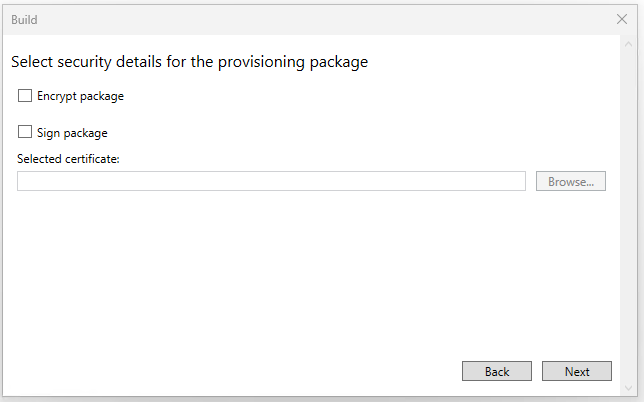 Build
Select security details for the provisioning package
Encrypt package
Sign package
Selected certificate:
Browse...
Back
Next